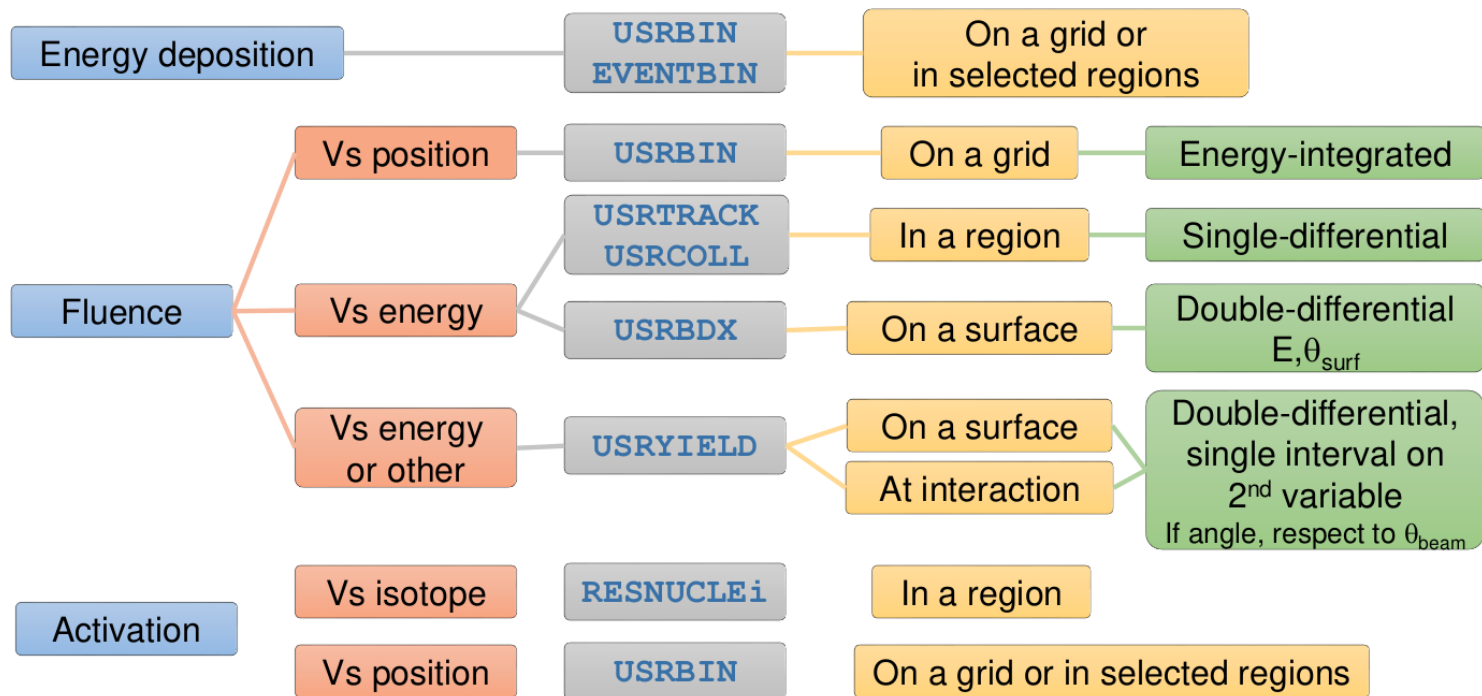 Energy deposition
USRBIN
EVENTBIN
On a grid or
in selected regions
Fluence
Vs position
USRBIN
On a grid
Energy-integrated
Vs energy
USRTRACK
USRCOLL
In a region
Single-differential
USRBDX
On a surface
Double-differential
E,θsurf
Vs energy
or other
USRYIELD
On a surface
At interaction
Double-differential,
single interval on
2nd variable
If angle, respect to θbeam
Activation
Vs isotope
RESNUCLEi
In a region
Vs position
USRBIN
On a grid or in selected regions